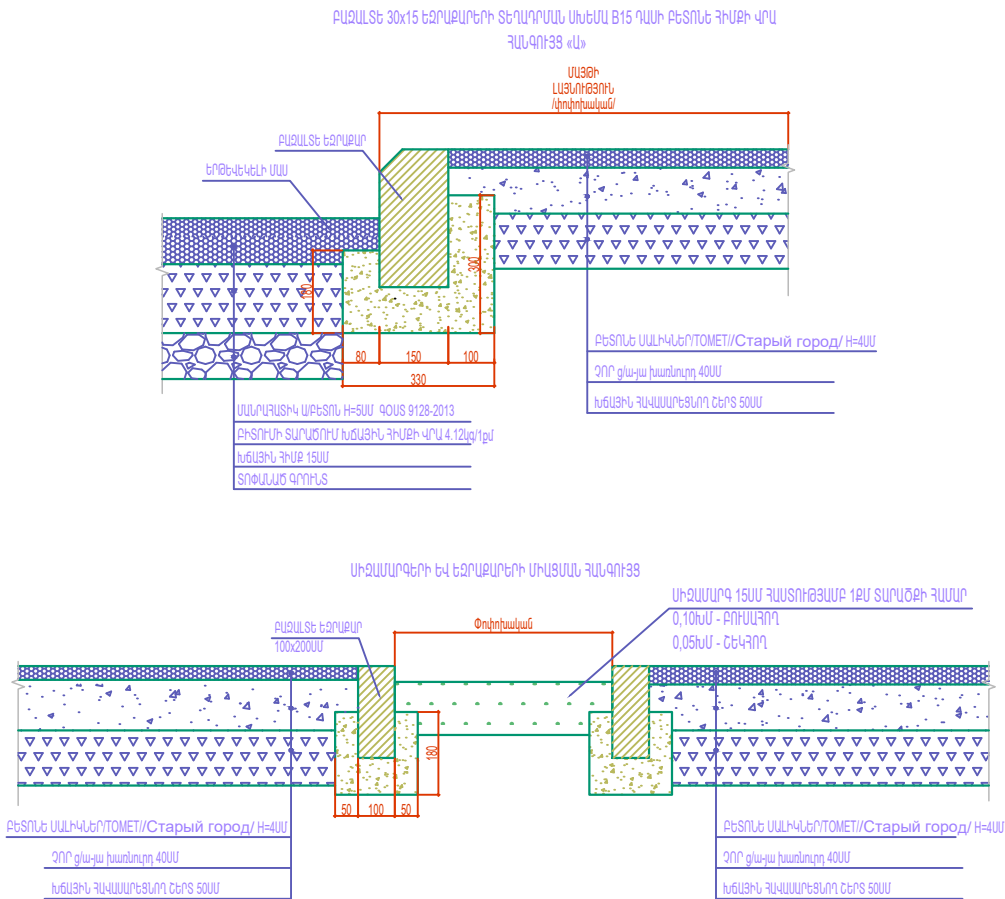 ԲԱԶԱԼՏԵ 30x15 ԵԶՐԱՔԱՐԵՐԻ ՏԵՂԱԴՐՄԱՆ ՍԽԵՄԱ B15 ԴԱՍԻ ԲԵՏՈՆԵ ՀԻՄՔԻ ՎՐԱ
ՀԱՆԳՈՒՅՑ «Ա»
ՄԱՅԹԻ
ԼԱՅՆՈՒԹՅՈՒՆ
/փոփոխական/
ԲԱԶԱԼՏԵ ԵԶՐԱՔԱՐ
ԵՐԹԵՎԵԿԵԼԻ ՄԱՍ
180
300
80
150
100
330
ԲԵՏՈՆԵ ՍԱԼԻԿՆԵՐ/TOMET//Старый город/ H=4ՍՄ
ՉՈՐ ց/ա-յա խառնուրդ 40ՍՄ
ԽՃԱՅԻՆ ՀԱՎԱՍԱՐԵՑՆՈՂ ՇԵՐՏ 50ՍՄ
ՄԱՆՐԱՀԱՏԻԿ Ա/ԲԵՏՈՆ H=5ՍՄ ԳՕՍՏ 9128-2013
ԲԻՏՈՒՄԻ ՏԱՐԱԾՈՒՄ ԽՃԱՅԻՆ ՀԻՄՔԻ ՎՐԱ 4.12կգ/1քմ
ԽՃԱՅԻՆ ՀԻՄՔ 15ՍՄ
ՏՈՓԱՆԱԾ ԳՐՈՒՆՏ
ՍԻԶԱՄԱՐԳԵՐԻ ԵՎ ԵԶՐԱՔԱՐԵՐԻ ՄԻԱՑՄԱՆ ՀԱՆԳՈՒՅՑ
ՍԻԶԱՄԱՐԳ 15ՍՄ ՀԱՍՏՈՒԹՅԱՄԲ 1ՔՄ ՏԱՐԱԾՔԻ ՀԱՄԱՐ
0,10ԽՄ - ԲՈՒՍԱՀՈՂ
0,05ԽՄ - ՇԵԿՀՈՂ
Փոփոխական
ԲԱԶԱԼՏԵ ԵԶՐԱՔԱՐ
100x200ՍՄ
180
50
100
50
ԲԵՏՈՆԵ ՍԱԼԻԿՆԵՐ/TOMET//Старый город/ H=4ՍՄ
ՉՈՐ ց/ա-յա խառնուրդ 40ՍՄ
ԽՃԱՅԻՆ ՀԱՎԱՍԱՐԵՑՆՈՂ ՇԵՐՏ 50ՍՄ
ԲԵՏՈՆԵ ՍԱԼԻԿՆԵՐ/TOMET//Старый город/ H=4ՍՄ
ՉՈՐ ց/ա-յա խառնուրդ 40ՍՄ
ԽՃԱՅԻՆ ՀԱՎԱՍԱՐԵՑՆՈՂ ՇԵՐՏ 50ՍՄ